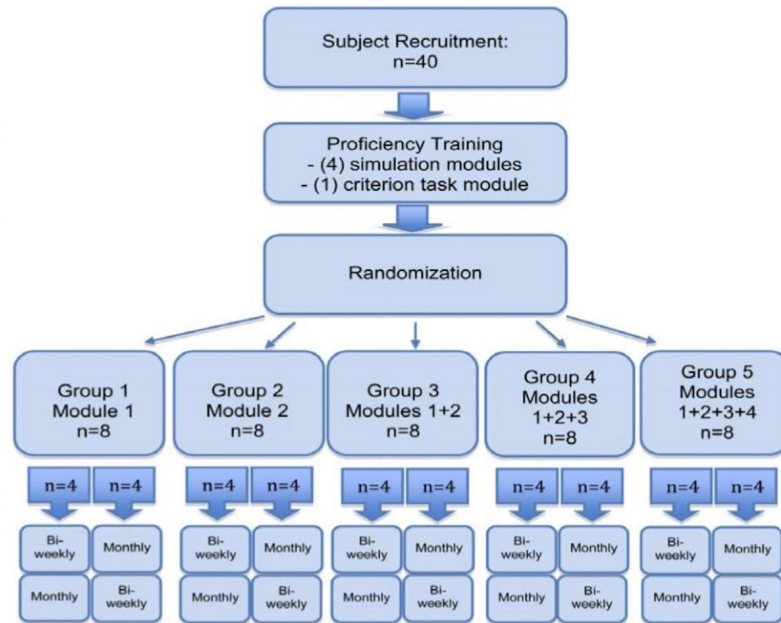 Subject Recruitment:
n=40
Proficiency Training
- (4) simulation modules
- (1) criterion task module
Randomization
Group 1
Module 1
n=8
Group 2
Module 2
n=8
Group 3
Modules 1+2
n=8
Group 4
Modules
1+2+3
n=8
Group 5
Modules
1+2+3+4
n=8
n=4 n=4 n=4 n=4 n=4 n=4 n=4 n=4 n=4 n=4
Bi-
weekly
Monthly
Bi-
weekly
Monthly
Bi-
weekly
Monthly
Bi-
weekly
Monthly
Bi-
weekly
Monthly
Monthly
Bi-
weekly
Monthly
Bi-
weekly
Monthly
Bi-
weekly
Monthly
Bi-
weekly
Monthly
Bi-
weekly